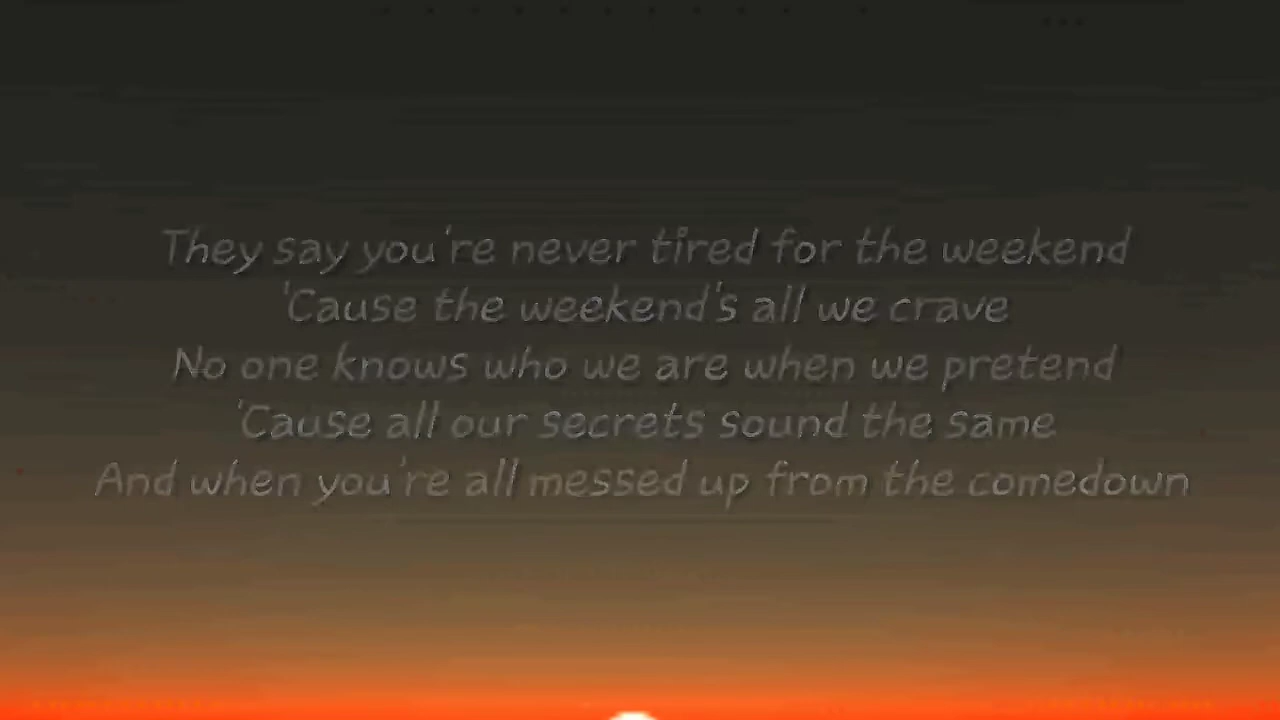 They say you're never tired for the weekend
'Cause the weekend's all we crave
No one knows who we are when we pretend
'Cause all our secrets sound the same
And when you're all messed up from the comedown